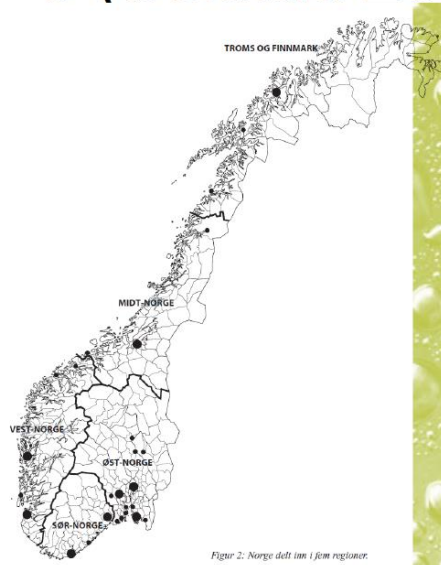 TROMS OG FINNMARK
MIDT-NORGE
VEST-NORGE
ØST-NORGE
SØR-NORGE
Figur 2: Norge delt inn i fem regioner.